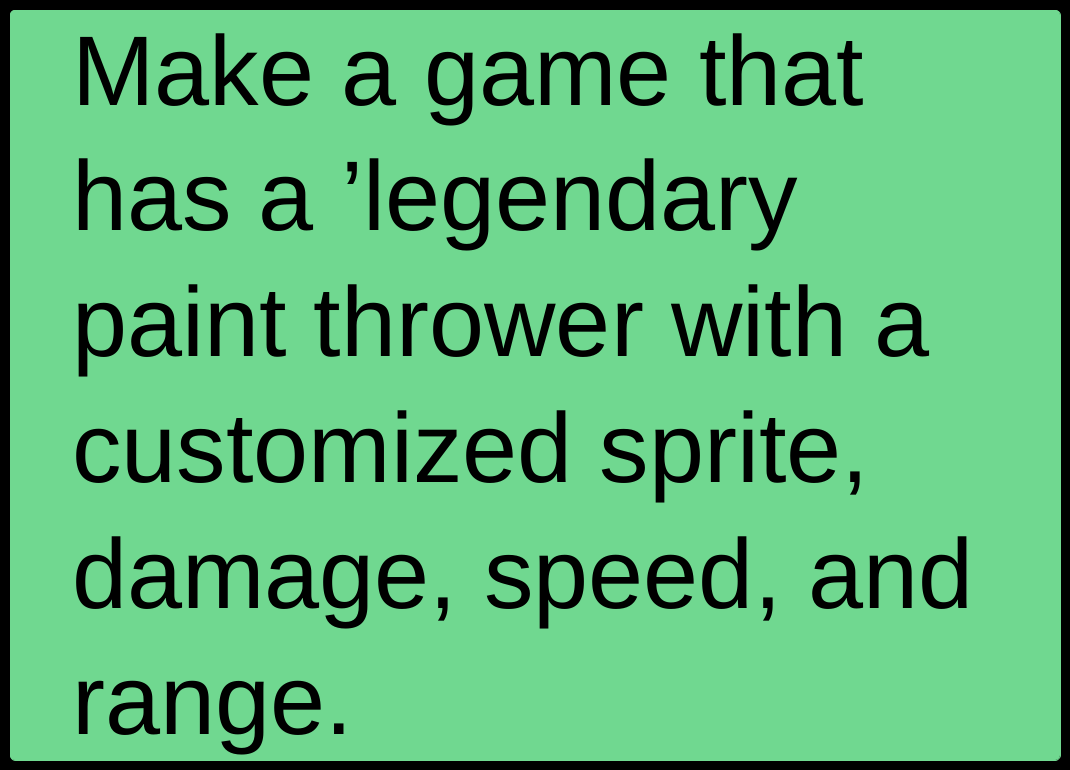 Make a game that
has a ’legendary
paint thrower with a
customized sprite,
damage, speed, and
range.